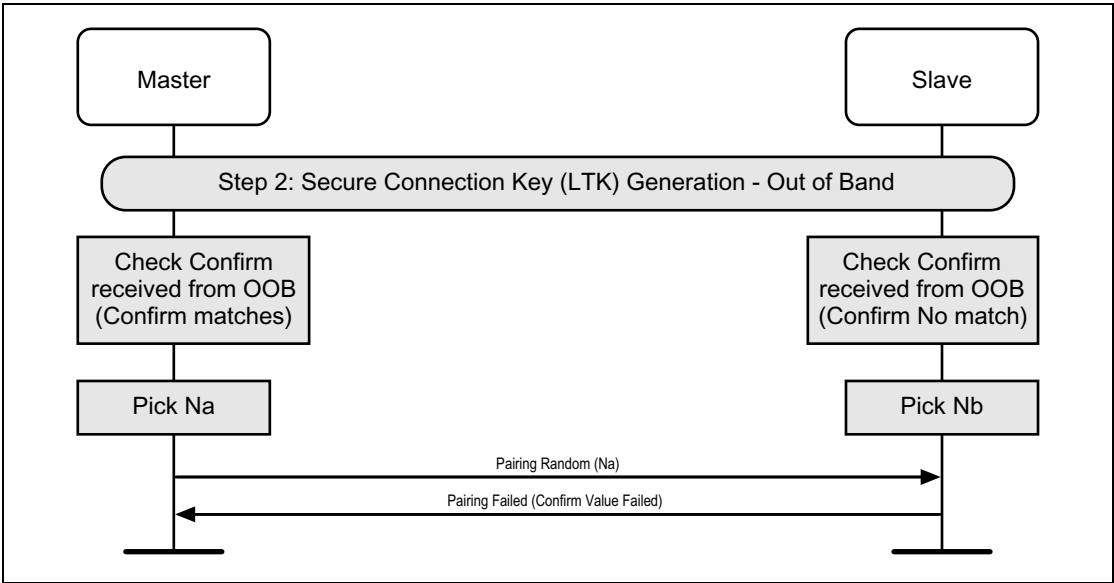 Master
Slave
Step 2: Secure Connection Key (LTK) Generation - Out of Band
Check Confirm
received from OOB
(Confirm matches)
Check Confirm
received from OOB
(Confirm No match)
Pick Na
Pick Nb
Pairing Random (Na)
Pairing Failed (Confirm Value Failed)